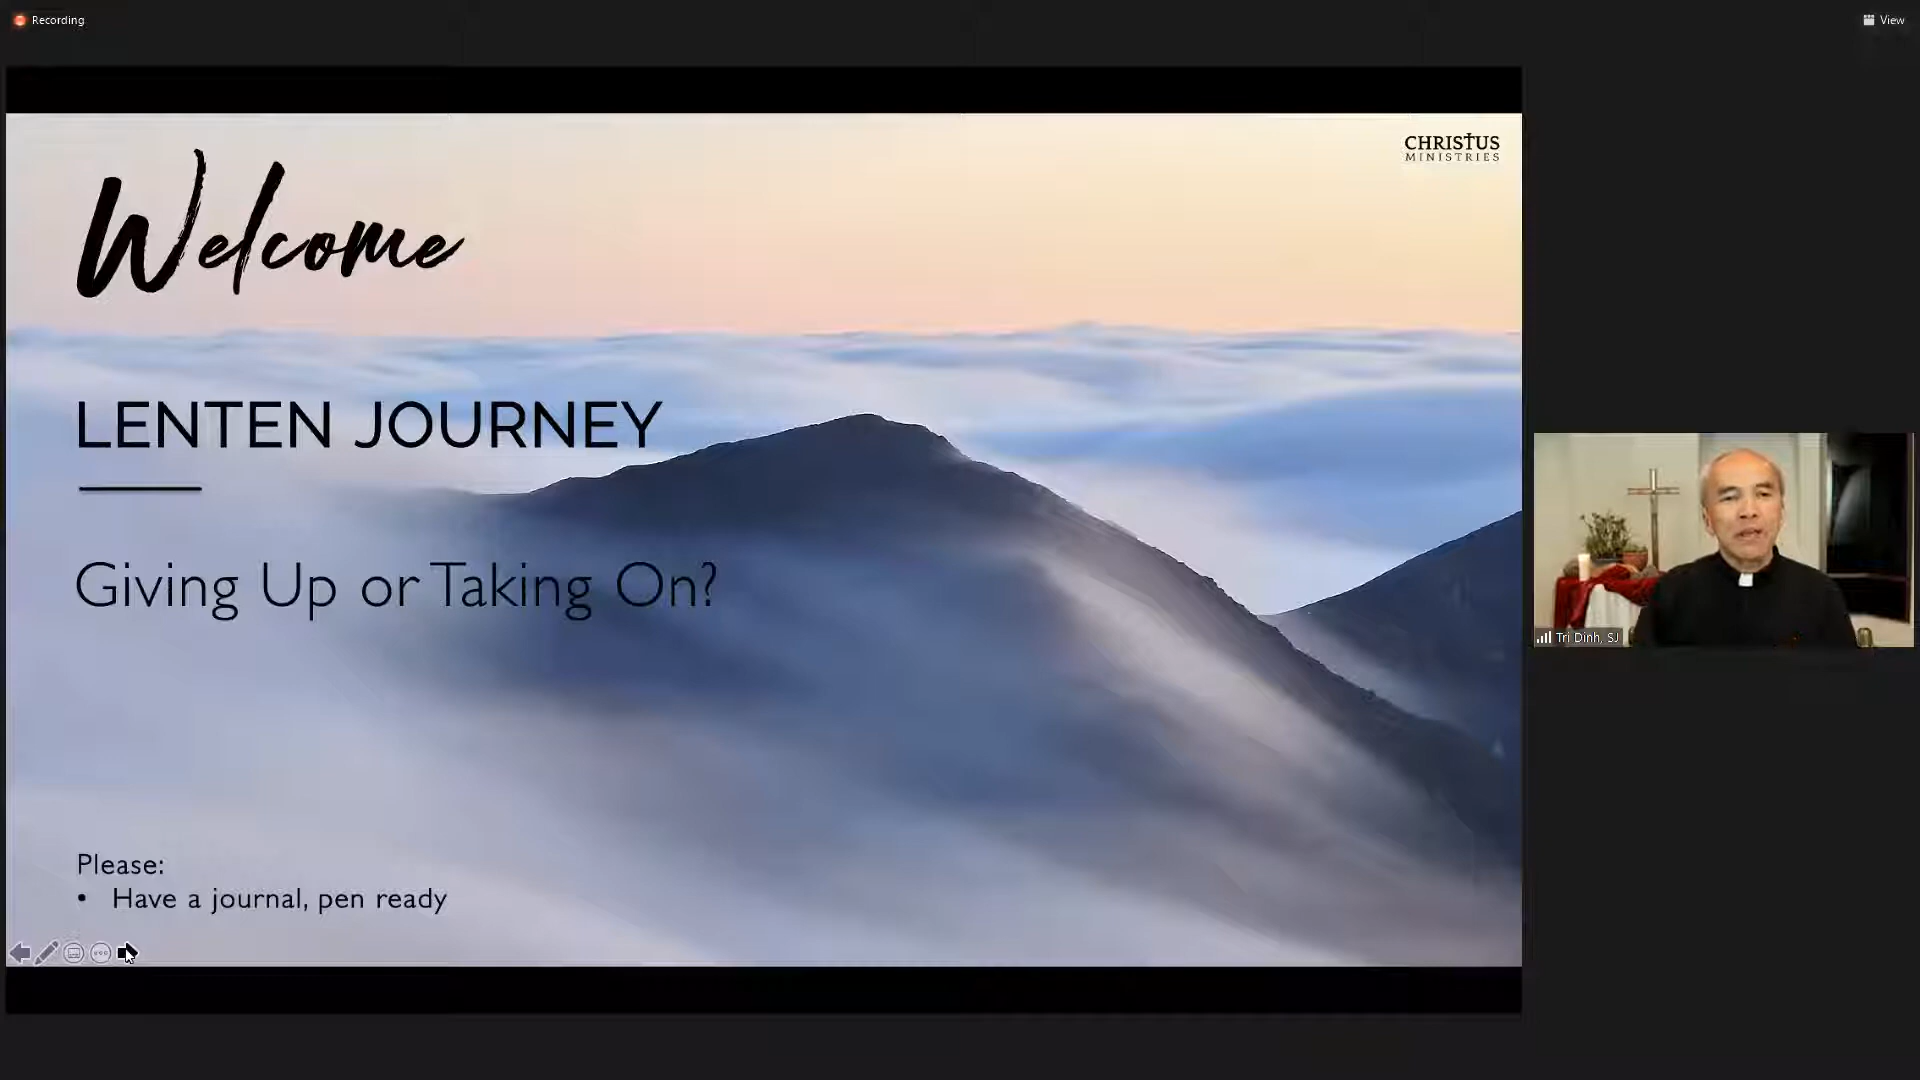 Recording
View
CHRISTUS
MINISTRIES
Welcome
LENTEN JOURNEY
Giving Up or Taking On?
Please:
• Have a journal, pen ready
Tri Dinh, SJ